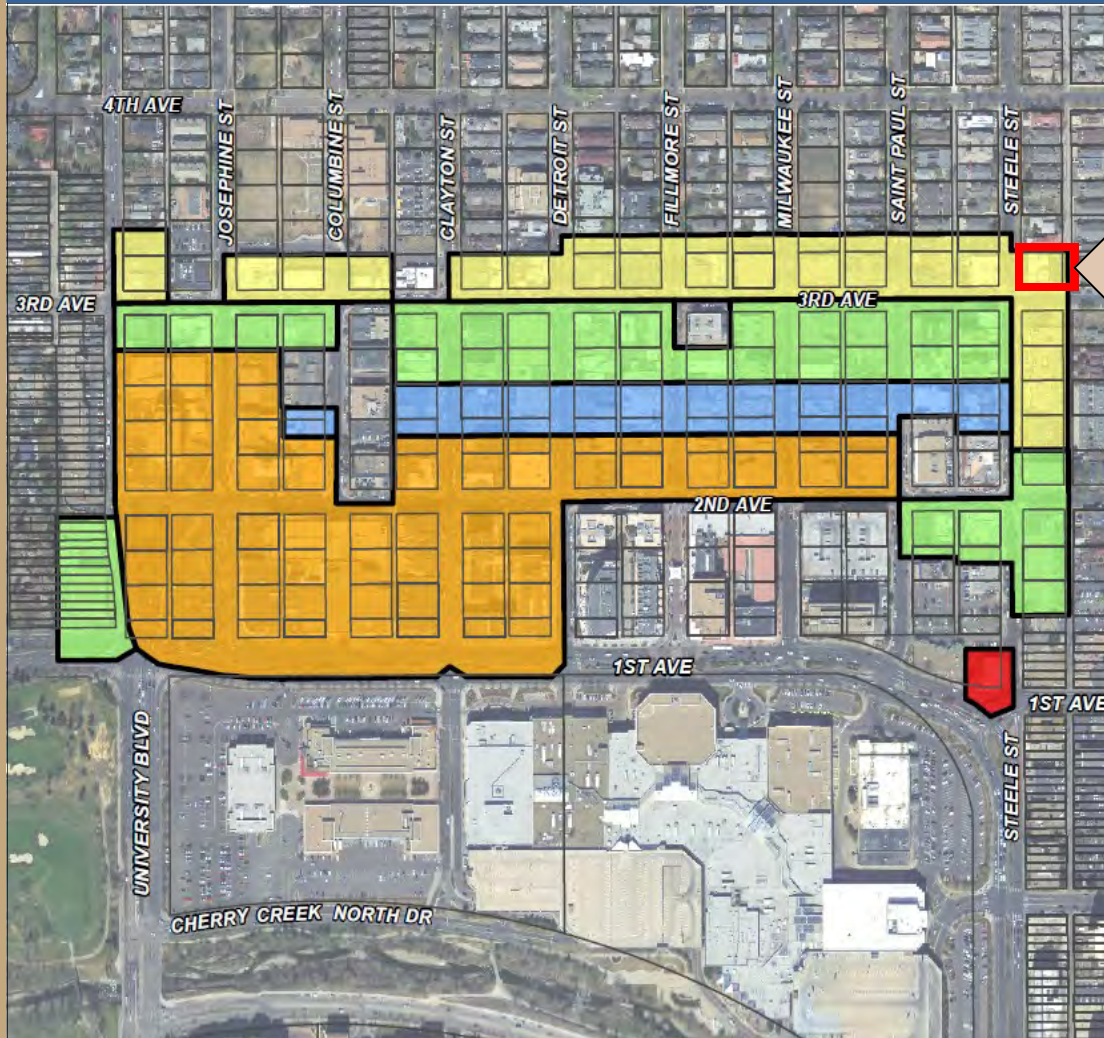 4TH AVE
JOSEPHINE ST
COLUMBINE ST
CLAYTON ST
DETROIT ST
FILLMORE ST
MILWAUKEE ST
SAINT PAUL ST
STEELE ST
3RD AVE
3RD AVE
2ND AVE
1ST AVE
1ST AVE
UNIVERSITY BLVD
STEELE ST
CHERRY CREEK NORTH DR